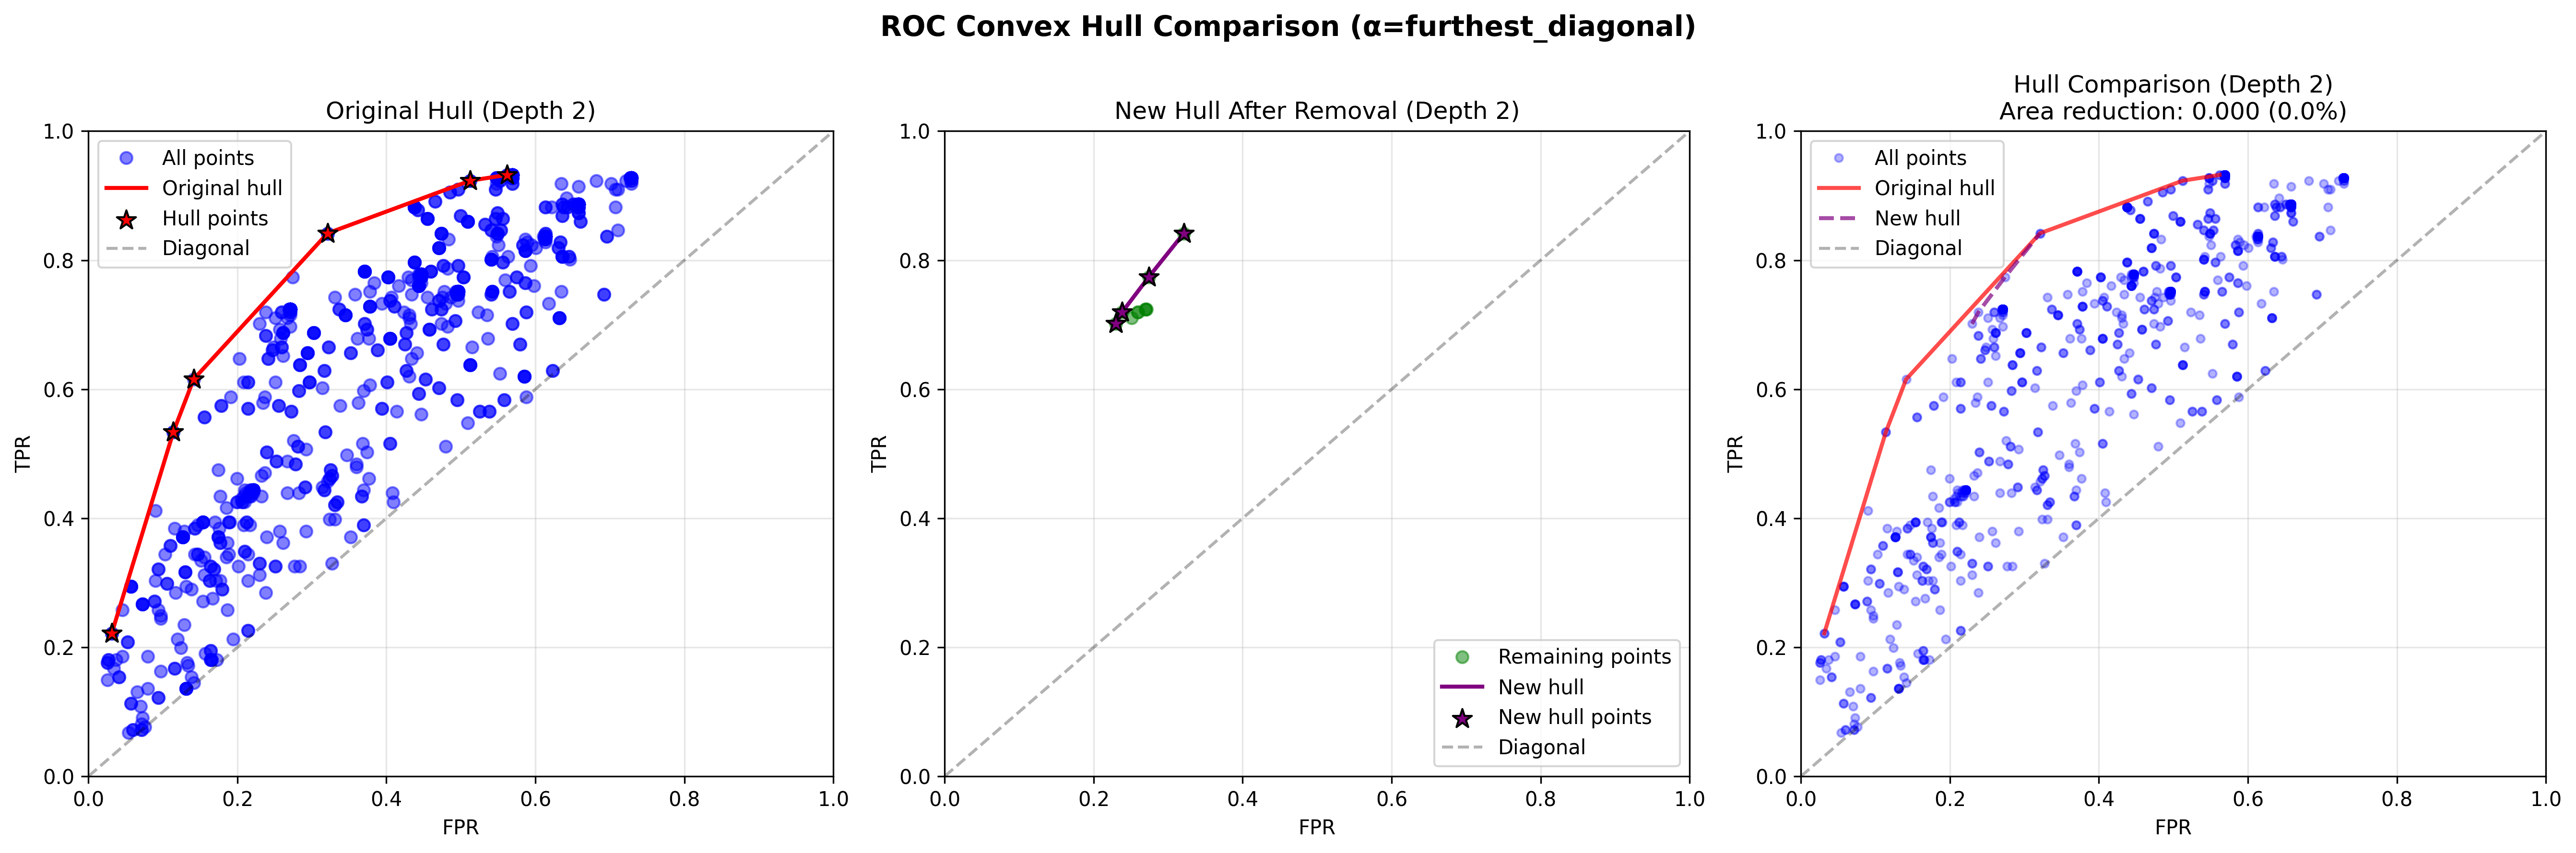 ROC Convex Hull Comparison (α=furthest_diagonal)
Original Hull (Depth 2)
All points
Original hull
Hull points
Diagonal
TPR
1.0
0.8
0.6
0.4
0.2
0.0
0.0 0.2 0.4 0.6 0.8 1.0
FPR
New Hull After Removal (Depth 2)
TPR
1.0
0.8
0.6
0.4
0.2
0.0
Remaining points
New hull
New hull points
Diagonal
0.0 0.2 0.4 0.6 0.8 1.0
FPR
Hull Comparison (Depth 2)
Area reduction: 0.000 (0.0%)
All points
Original hull
New hull
Diagonal
TPR
1.0
0.8
0.6
0.4
0.2
0.0
0.0 0.2 0.4 0.6 0.8 1.0
FPR